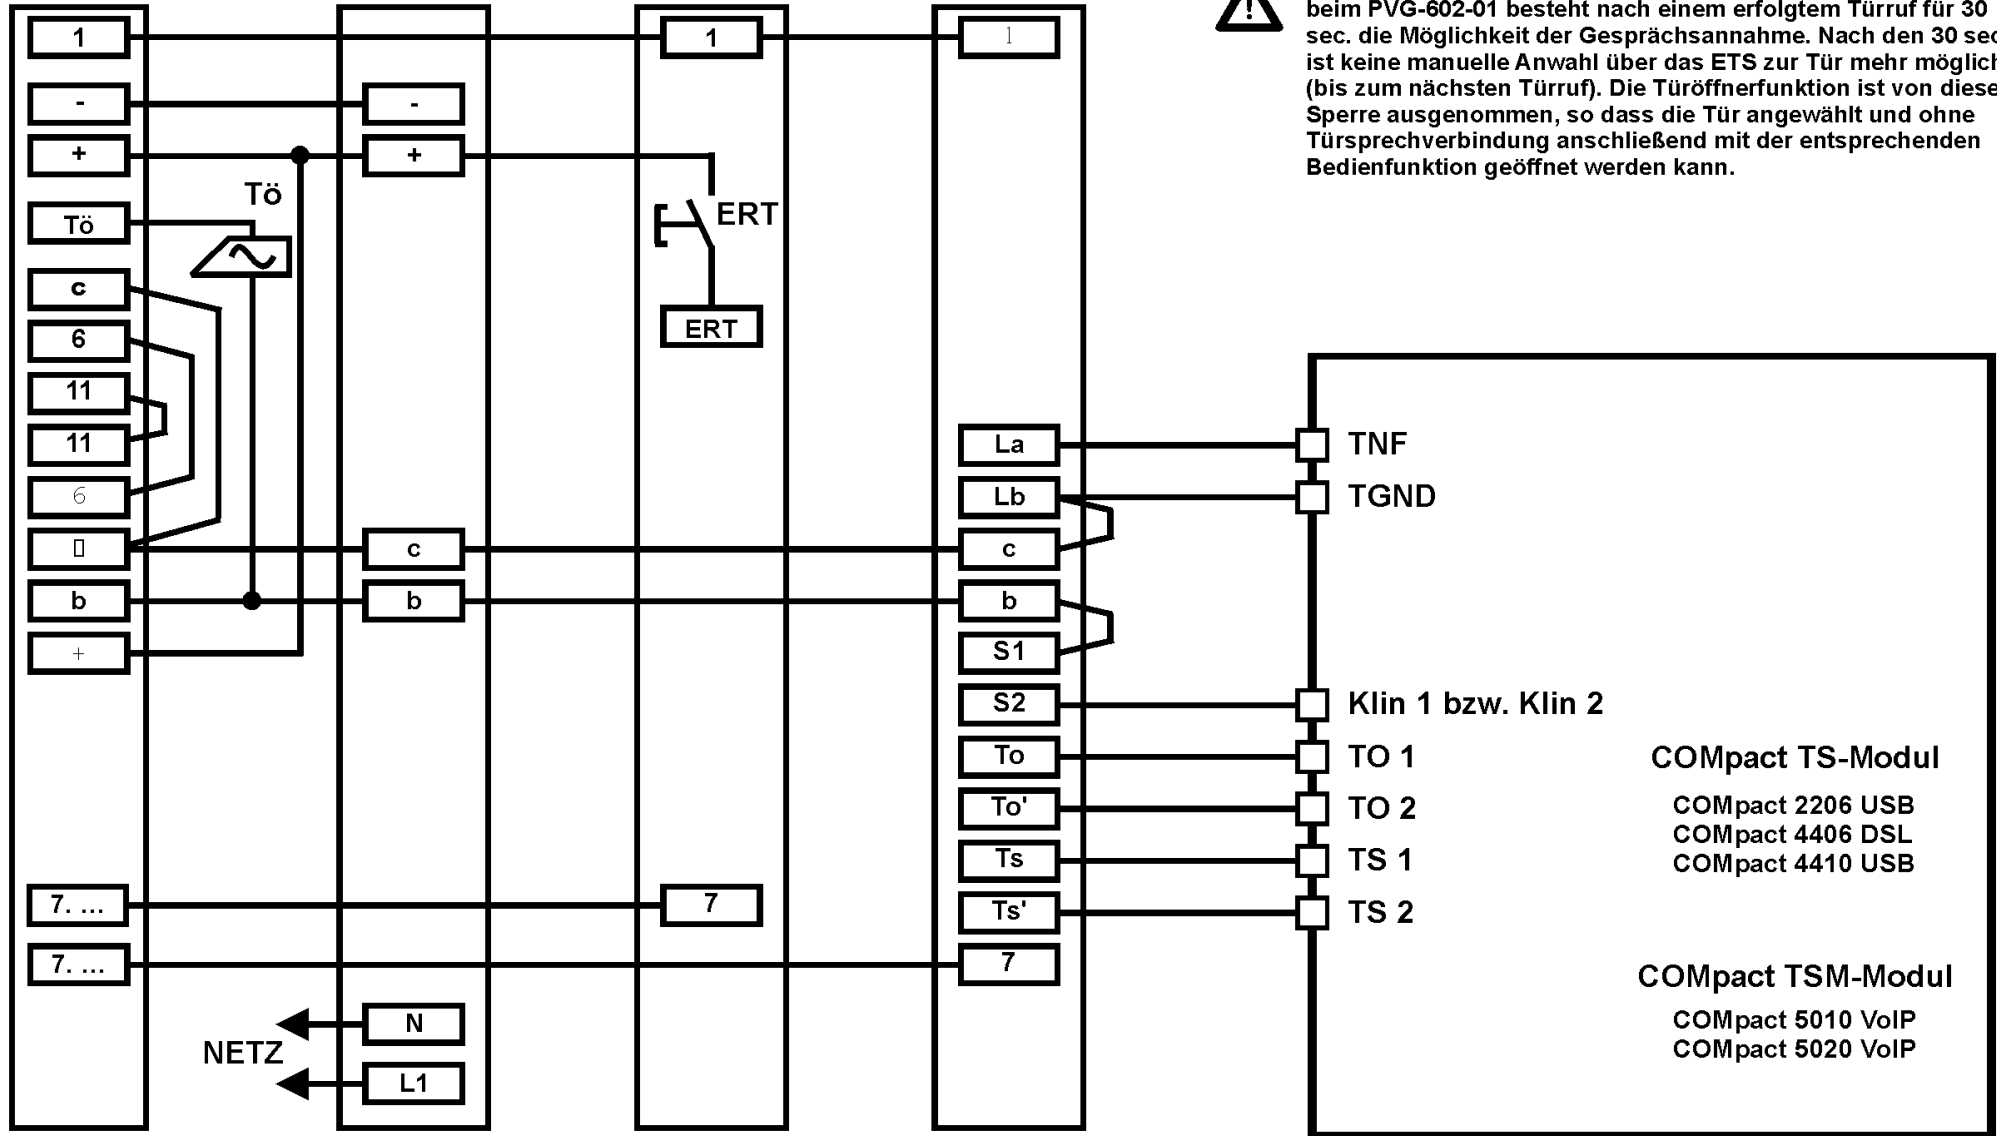 beim PVG-602-01 besteht nach einem erfolgtem Türruf für 30
sec. die Möglichkeit der Gesprächsannahme. Nach den 30 sec
ist keine manuelle Anwahl über das ETS zur Tür mehr möglich
(bis zum nächsten Türruf). Die Türöffnerfunktion ist von diese
Sperre ausgenommen, so dass die Tür angewählt und ohne
Türsprechverbindung anschließend mit der entsprechenden
Bedienfunktion geöffnet werden kann.
1
-
+
Tö
c
6
11
11
6
b
+
7. ...
7. ...
Tö
-
+
c
b
N
L1
NETZ
1
ERT
ERT
7
1
La
Lb
c
b
S1
S2
To
To'
Ts
Ts'
7
TNF
TGND
Klin 1 bzw. Klin 2
TO 1
TO 2
TS 1
TS 2
COMpact TS-Modul
COMpact 2206 USB
COMpact 4406 DSL
COMpact 4410 USB
COMpact TSM-Modul
COMpact 5010 VoIP
COMpact 5020 VoIP